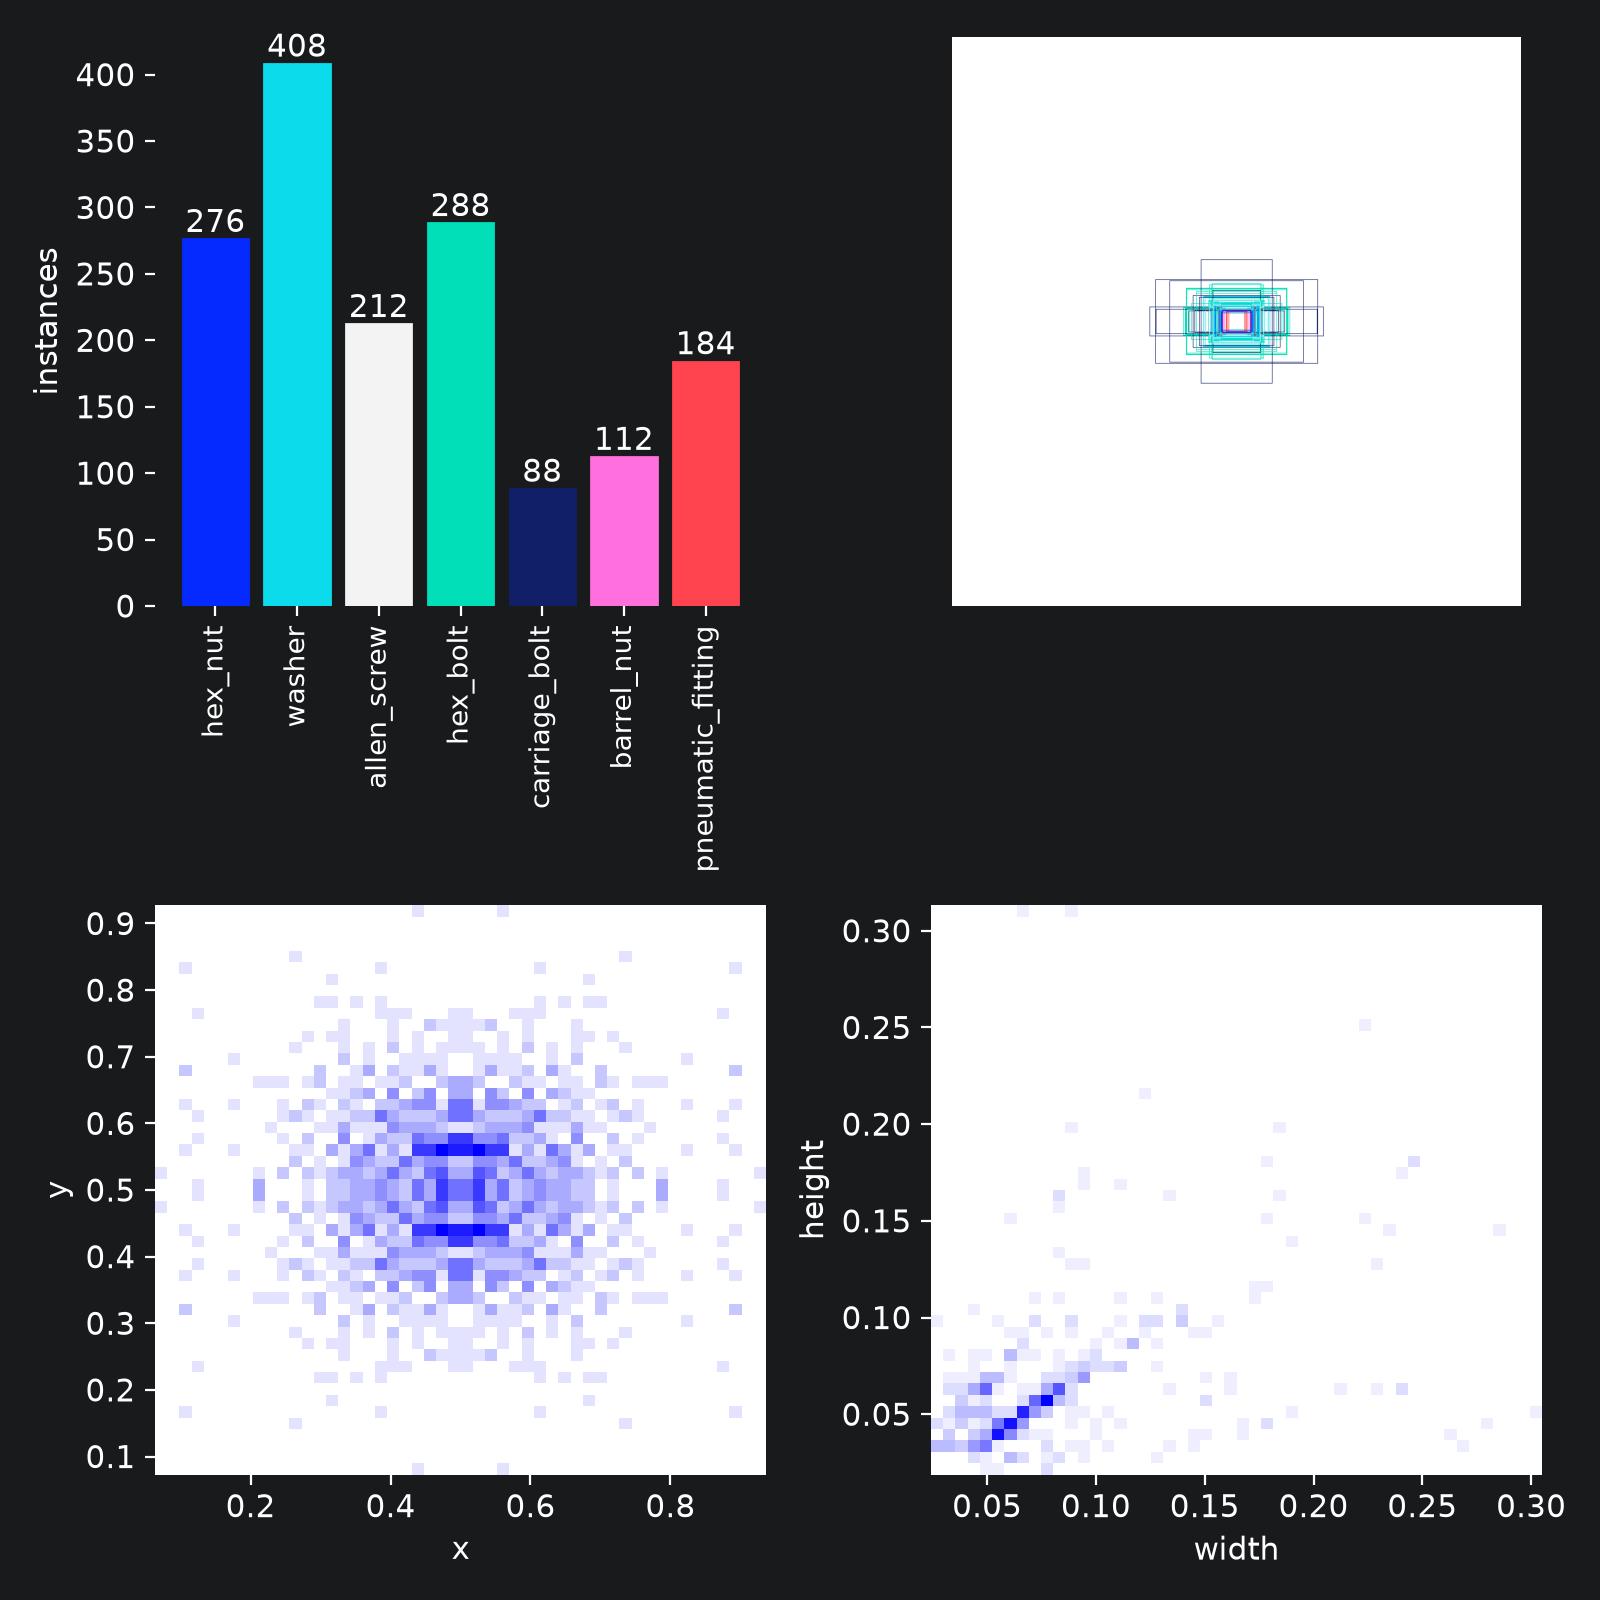 408
400
350
300
288
276
250
212
200
184
150
112
100
88
50
0
instances
hex_nut
washer
allen_screw
hex_bolt
carriage_bolt
barrel_nut
pneumatic_fitting
0.9
0.8
0.7
0.6
0.5
0.4
0.3
0.2
0.1
y
0.2 0.4 0.6 0.8
x
0.30
0.25
0.20
0.15
0.10
0.05
height
0.05 0.10 0.15 0.20 0.25 0.30
width